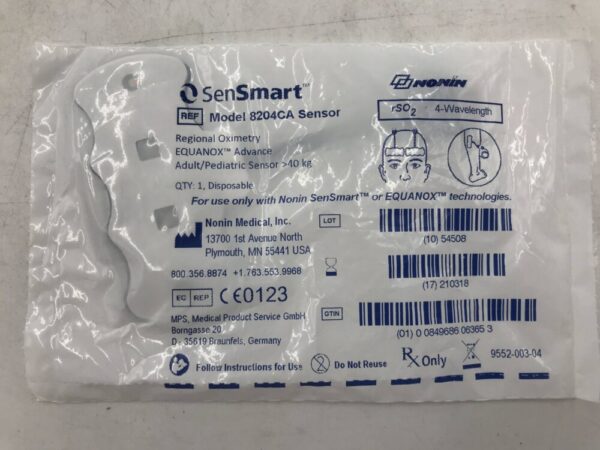 SenSmart™
NONIN
REF Model 8204CA Sensor
rSO2 4-Wavelength
Regional Oximetry
EQUANOX™ Advance
Adult/Pediatric Sensor >40 kg
QTY: 1, Disposable
For use only with Nonin SenSmart™ or EQUANOX™ technologies.
Nonin Medical, Inc.
13700 1st Avenue North
Plymouth, MN 55441 USA
LOT
(10) 54508
800.356.8874 +1.763.553.9968
(17) 210318
EC REP CE0123
MPS, Medical Product Service GmbH
Borngasse 20
D - 35619 Braunfels, Germany
GTIN
(01) 0 0849686 06365 3
Follow Instructions for Use
2
Do Not Reuse
Rx Only
9552-003-04